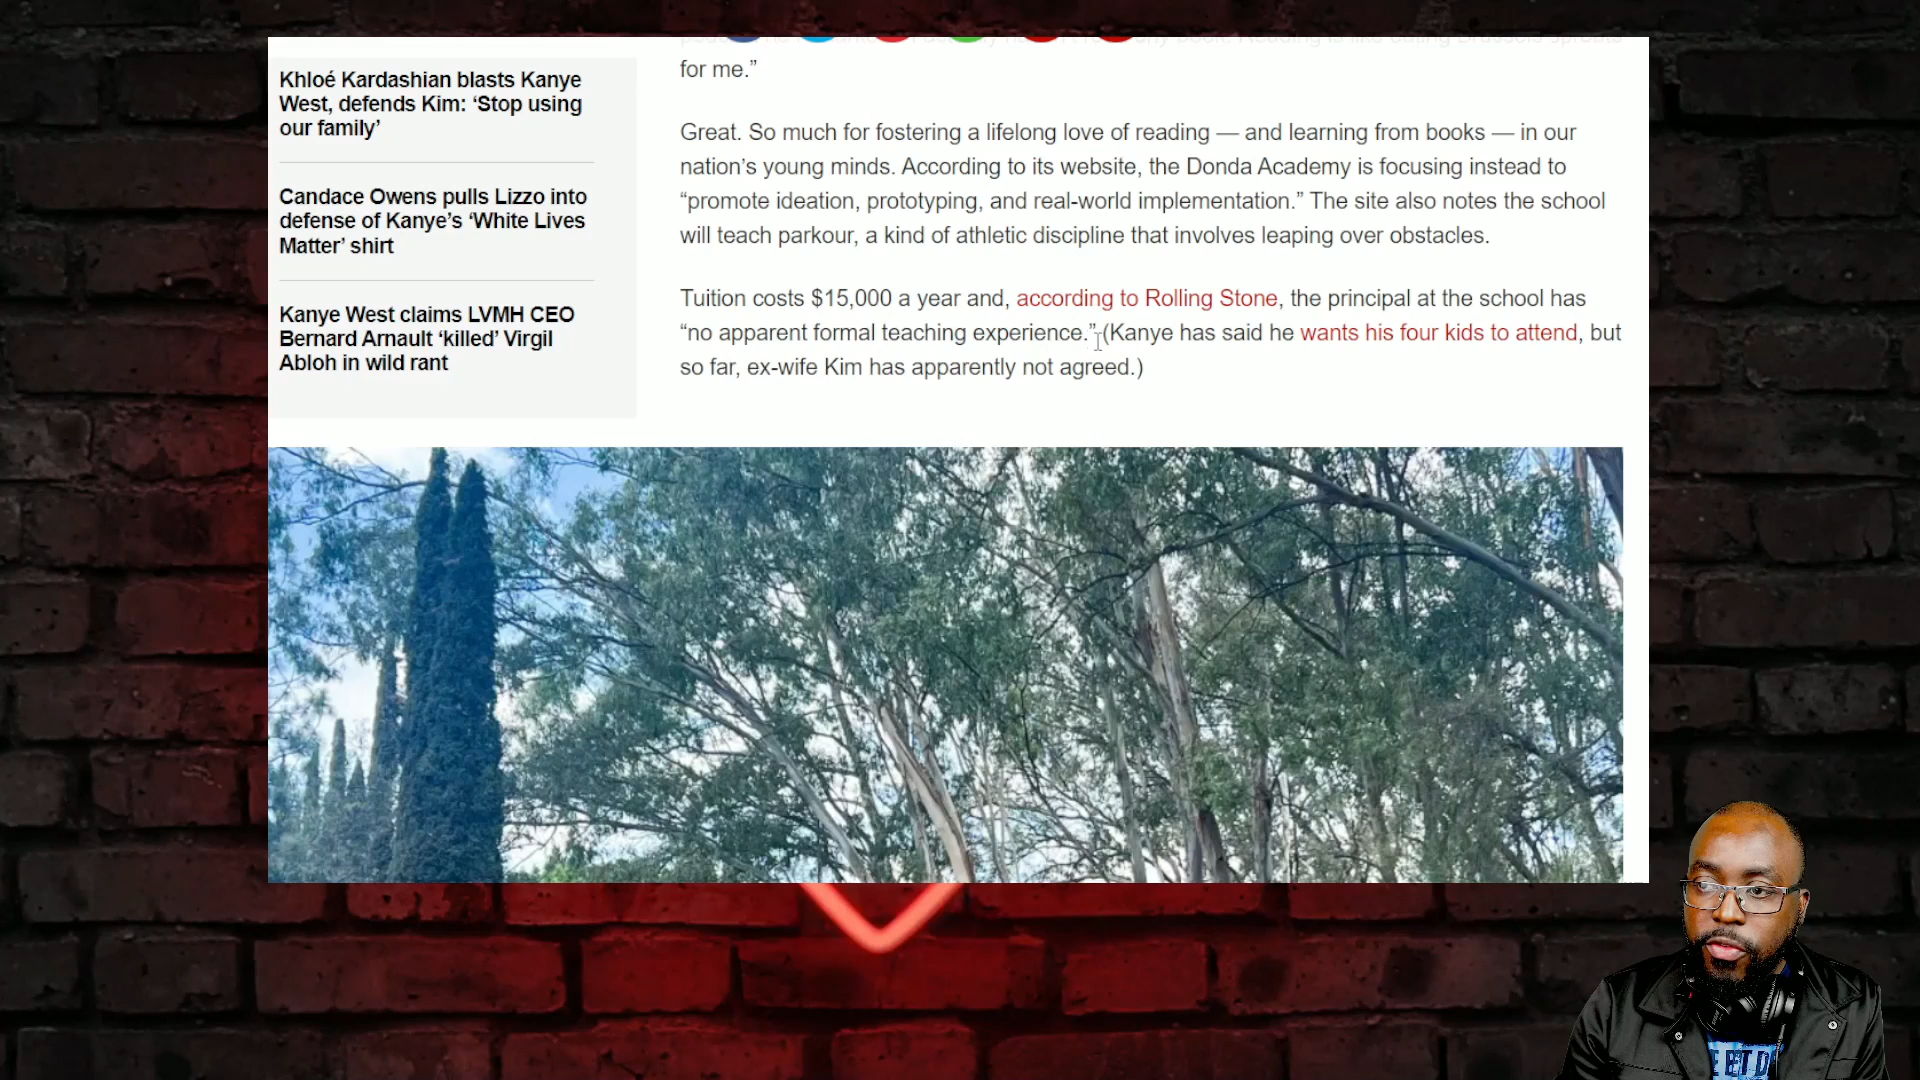 Khloé Kardashian blasts Kanye
West, defends Kim: ‘Stop using
our family’
Candace Owens pulls Lizzo into
defense of Kanye’s ‘White Lives
Matter’ shirt
Kanye West claims LVMH CEO
Bernard Arnault ‘killed’ Virgil
Abloh in wild rant
for me.”
Great. So much for fostering a lifelong love of reading — and learning from books — in our
nation’s young minds. According to its website, the Donda Academy is focusing instead to
“promote ideation, prototyping, and real-world implementation.” The site also notes the school
will teach parkour, a kind of athletic discipline that involves leaping over obstacles.
Tuition costs $15,000 a year and, according to Rolling Stone, the principal at the school has
“no apparent formal teaching experience.” (Kanye has said he wants his four kids to attend, but
so far, ex-wife Kim has apparently not agreed.)